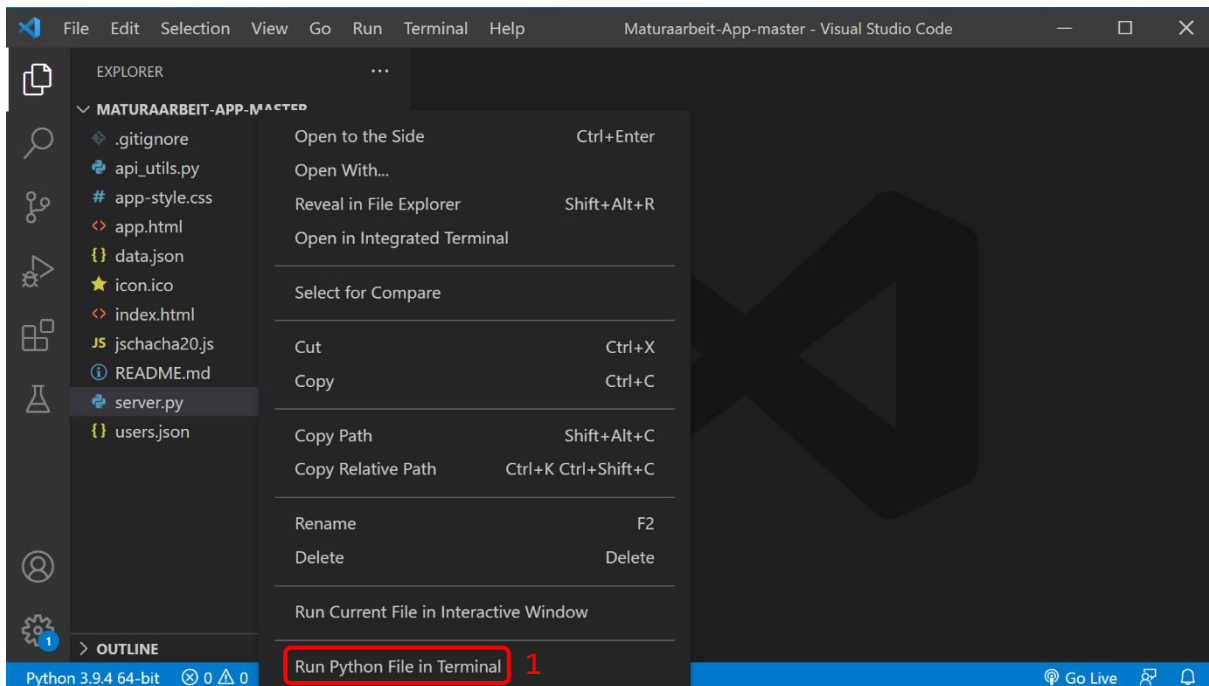 File Edit Selection View Go Run Terminal Help Maturaarbeit-App-master - Visual Studio Code
EXPLORER ...
MATURAARBEIT-APP-MASTER
.gitignore
api_utils.py
# app-style.css
<> app.html
{} data.json
icon.ico
<> index.html
JS jschacha20.js
README.md
server.py
{} users.json
> OUTLINE
Open to the Side Ctrl+Enter
Open With...
Reveal in File Explorer Shift+Alt+R
Open in Integrated Terminal
Select for Compare
Cut Ctrl+X
Copy Ctrl+C
Copy Path Shift+Alt+C
Copy Relative Path Ctrl+K Ctrl+Shift+C
Rename F2
Delete Delete
Run Current File in Interactive Window
Run Python File in Terminal 1
1
Python 3.9.4 64-bit 0 0 Go Live